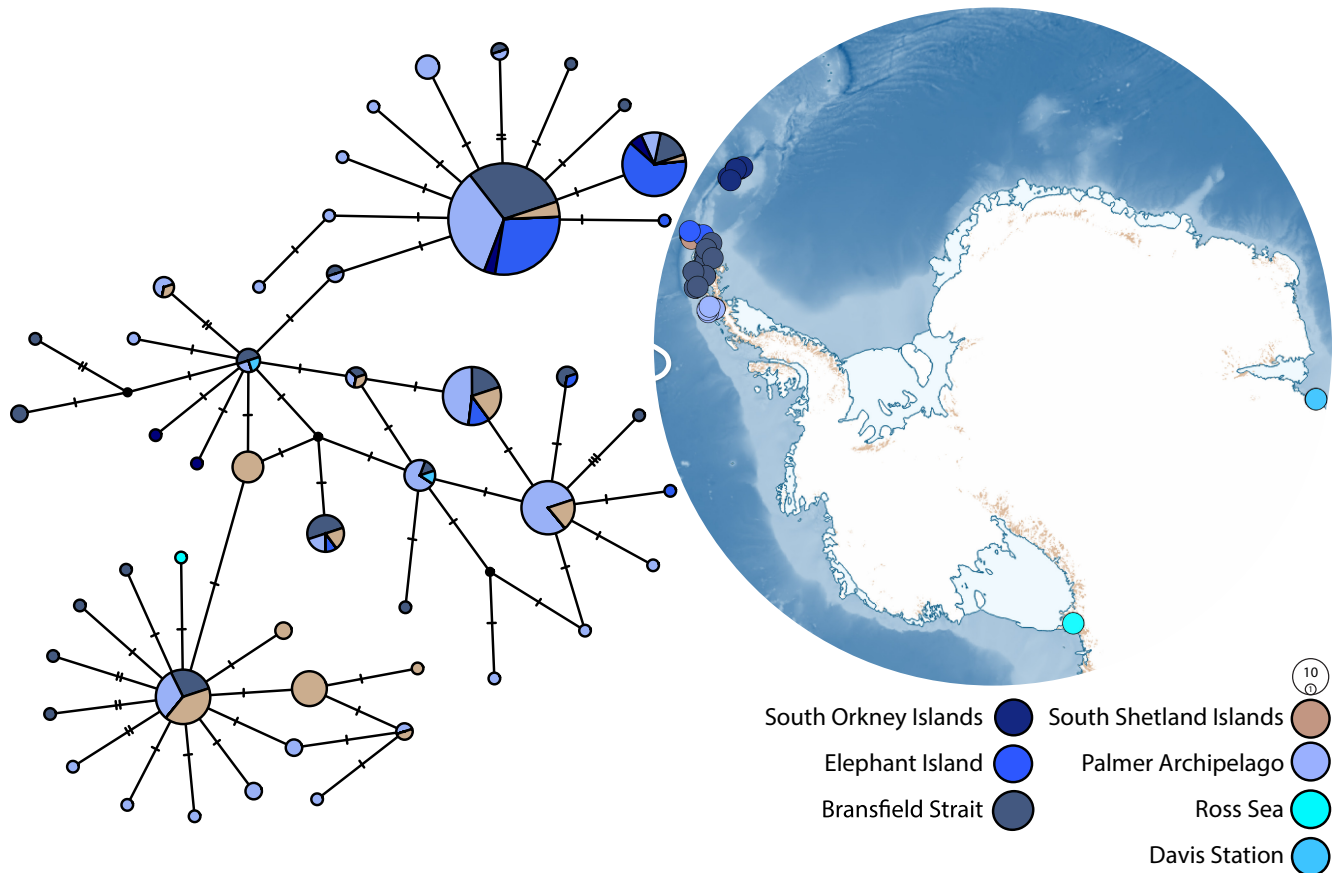 10
1
South Orkney Islands
South Shetland Islands
Elephant Island
Palmer Archipelago
Bransfield Strait
Ross Sea
Davis Station